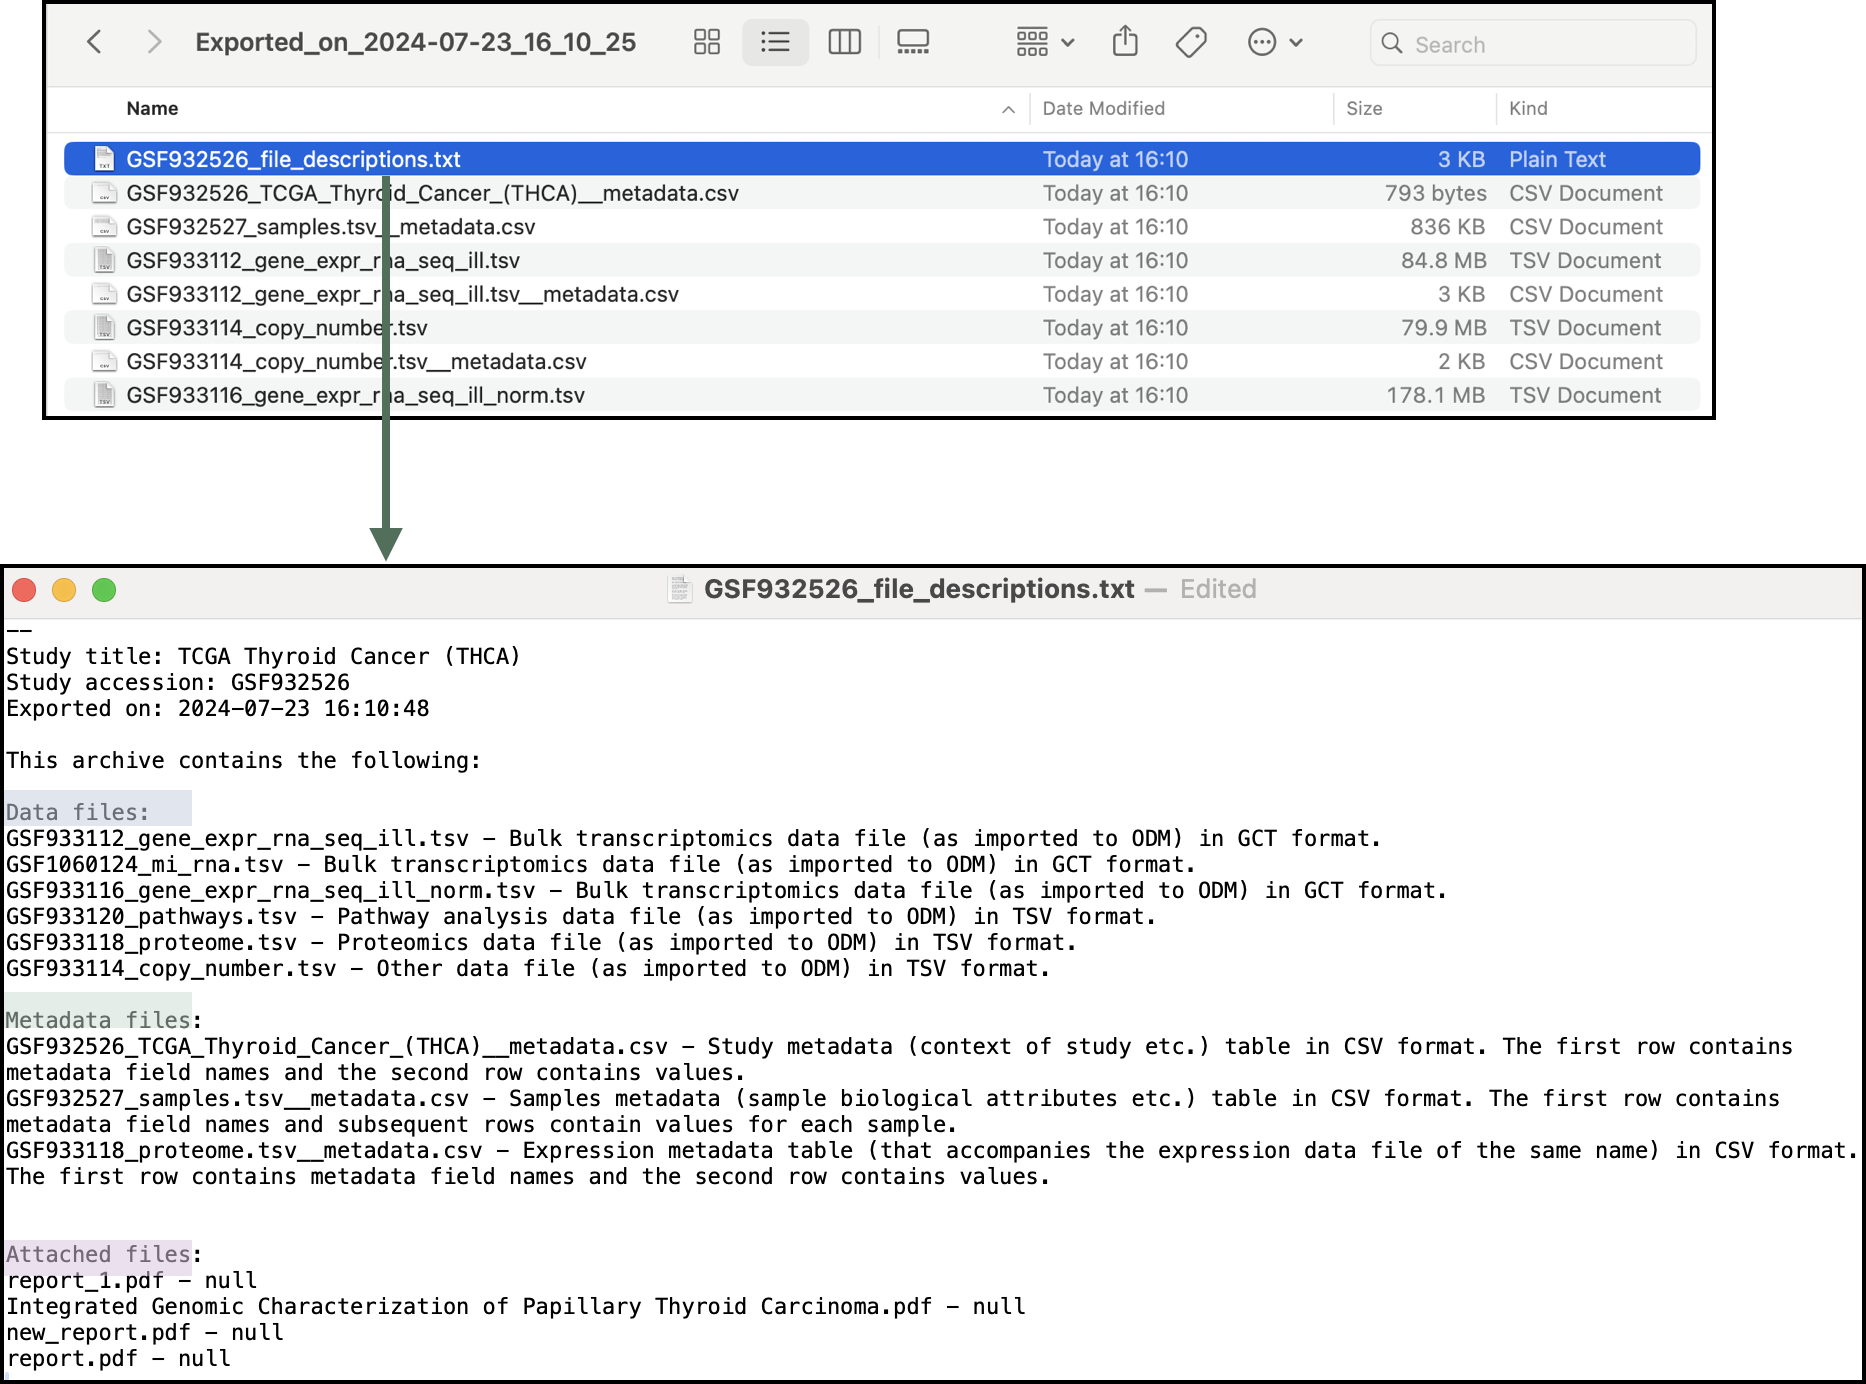 Exported_on_2024-07-23_16_10_25
Search
Name Date Modified Size Kind
GSF932526_file_descriptions.txt Today at 16:10 3 KB Plain Text
GSF932526_TCGA_Thyroid_Cancer_(THCA)__metadata.csv Today at 16:10 793 bytes CSV Document
GSF932527_samples.tsv__metadata.csv Today at 16:10 836 KB CSV Document
GSF933112_gene_expr_rna_seq_ill.tsv Today at 16:10 84.8 MB TSV Document
GSF933112_gene_expr_rna_seq_ill.tsv__metadata.csv Today at 16:10 3 KB CSV Document
GSF933114_copy_number.tsv Today at 16:10 79.9 MB TSV Document
GSF933114_copy_number.tsv__metadata.csv Today at 16:10 2 KB CSV Document
GSF933116_gene_expr_rna_seq_ill_norm.tsv Today at 16:10 178.1 MB TSV Document
GSF932526_file_descriptions.txt — Edited
--
Study title: TCGA Thyroid Cancer (THCA)
Study accession: GSF932526
Exported on: 2024-07-23 16:10:48
This archive contains the following:
Data files:
GSF933112_gene_expr_rna_seq_ill.tsv - Bulk transcriptomics data file (as imported to ODM) in GCT format.
GSF1060124_mi_rna.tsv - Bulk transcriptomics data file (as imported to ODM) in GCT format.
GSF933116_gene_expr_rna_seq_ill_norm.tsv - Bulk transcriptomics data file (as imported to ODM) in GCT format.
GSF933120_pathways.tsv - Pathway analysis data file (as imported to ODM) in TSV format.
GSF933118_proteome.tsv - Proteomics data file (as imported to ODM) in TSV format.
GSF933114_copy_number.tsv - Other data file (as imported to ODM) in TSV format.
Metadata files:
GSF932526_TCGA_Thyroid_Cancer_(THCA)__metadata.csv - Study metadata (context of study etc.) table in CSV format. The first row contains
metadata field names and the second row contains values.
GSF932527_samples.tsv__metadata.csv - Samples metadata (sample biological attributes etc.) table in CSV format. The first row contains
metadata field names and subsequent rows contain values for each sample.
GSF933118_proteome.tsv__metadata.csv - Expression metadata table (that accompanies the expression data file of the same name) in CSV format.
The first row contains metadata field names and the second row contains values.
Attached files:
report_1.pdf - null
Integrated Genomic Characterization of Papillary Thyroid Carcinoma.pdf - null
new_report.pdf - null
report.pdf - null